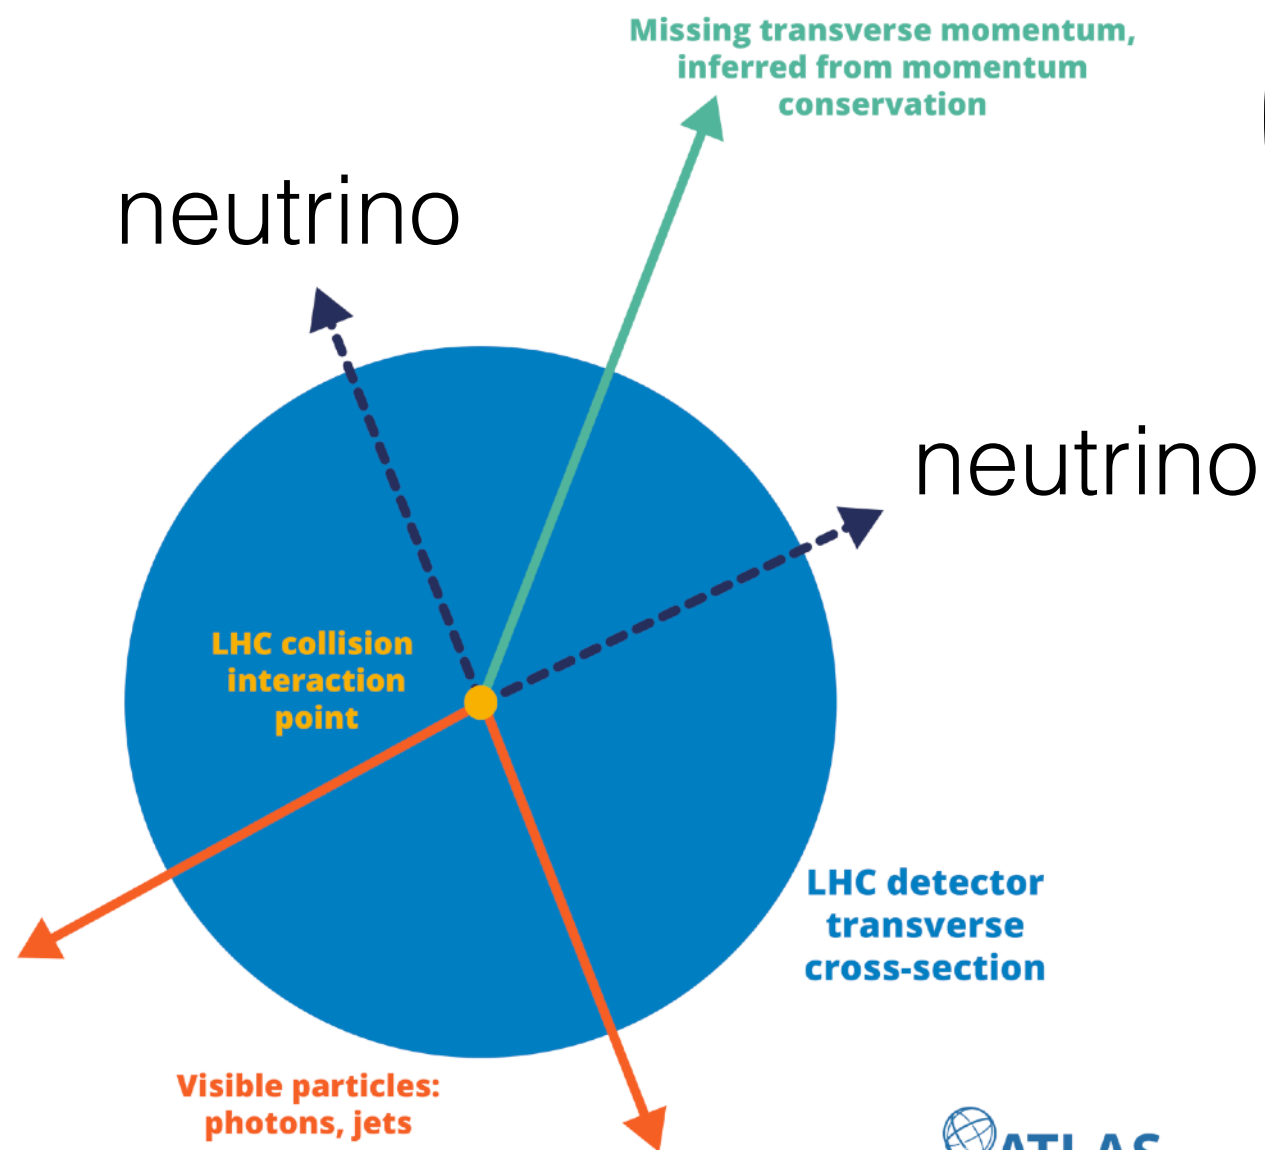 Missing transverse momentum,
inferred from momentum
conservation
neutrino
neutrino
LHC collision
interaction
point
LHC detector
transverse
cross-section
Visible particles:
photons, jets
ATLAS